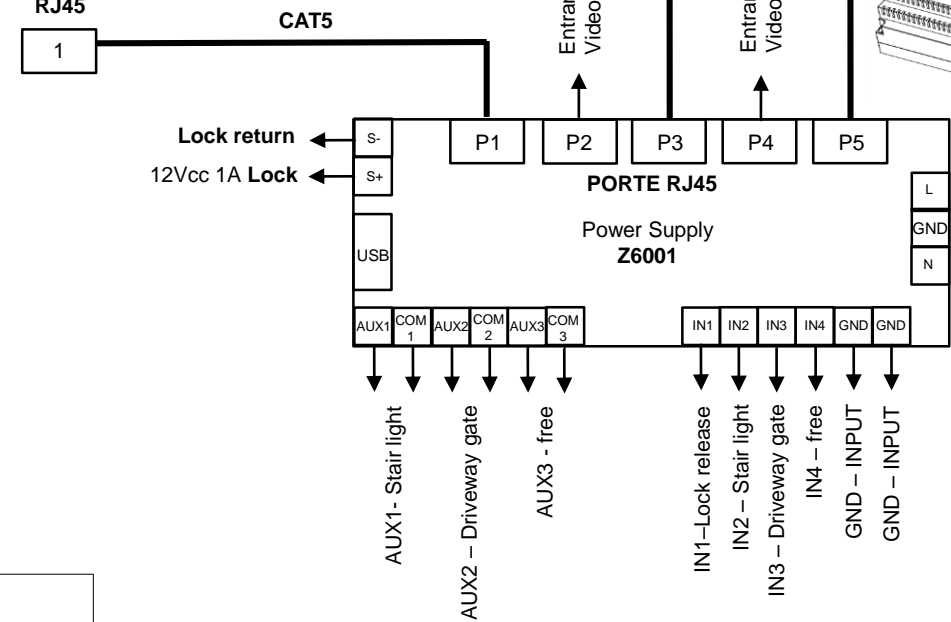 RJ45
1
CAT5
Video
Video
Lock return
12Vcc 1A Lock
S-
S+
P1
P2
P3
P4
P5
PORTE RJ45
Power Supply
Z6001
USB
L
GND
N
AUX1
COM
1
AUX2
COM
2
AUX3
COM
3
IN1
IN2
IN3
IN4
GND
GND
AUX1- Stair light
AUX2 – Driveway gate
AUX3 - free
IN1–Lock release
IN2 – Stair light
IN3 – Driveway gate
IN4 – free
GND – INPUT
GND – INPUT